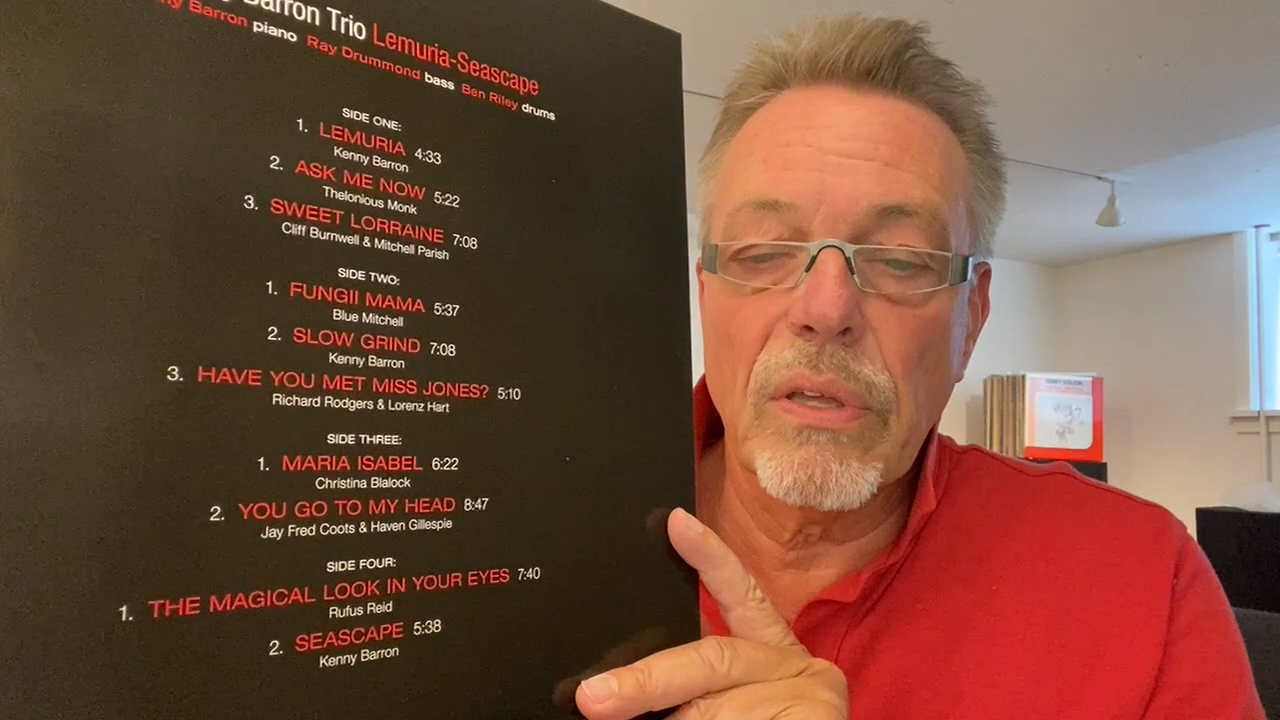 Barron Trio Lemuria-Seascape
Barron piano Ray Drummond bass Ben Riley drums
SIDE ONE:
1. LEMURIA 4:33
Kenny Barron
2. ASK ME NOW 5:22
Thelonious Monk
3. SWEET LORRAINE 7:08
Cliff Burnwell & Mitchell Parish
SIDE TWO:
1. FUNGII MAMA 5:37
Blue Mitchell
2. SLOW GRIND 7:08
Kenny Barron
3. HAVE YOU MET MISS JONES? 5:10
Richard Rodgers & Lorenz Hart
SIDE THREE:
1. MARIA ISABEL 6:22
Christina Blalock
2. YOU GO TO MY HEAD 8:47
Jay Fred Coots & Haven Gillespie
SIDE FOUR:
1. THE MAGICAL LOOK IN YOUR EYES 7:40
Rufus Reid
2. SEASCAPE 5:38
Kenny Barron